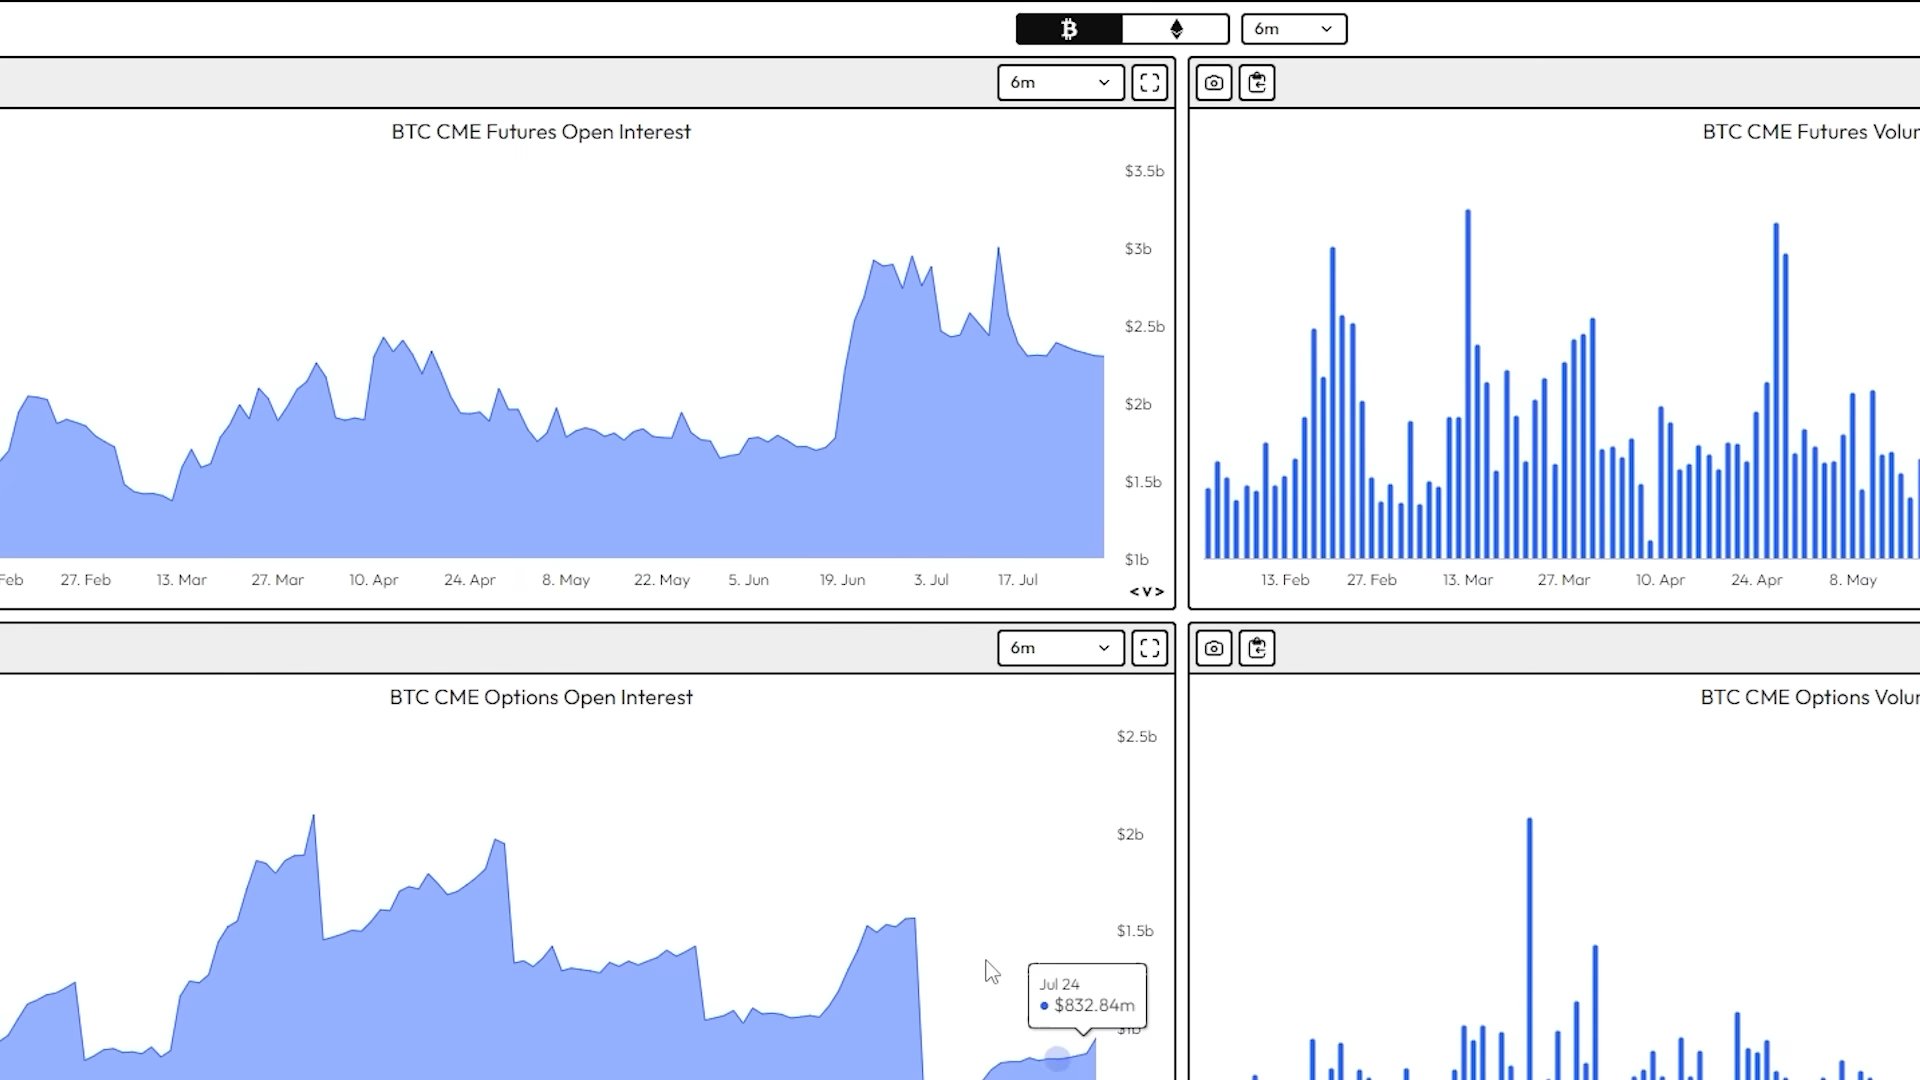 6m
6m
BTC CME Futures Open Interest
$3.5b
$3b
$2.5b
$2b
$1.5b
$1b
Feb 27. Feb 13. Mar 27. Mar 10. Apr 24. Apr 8. May 22. May 5. Jun 19. Jun 3. Jul 17. Jul
<V>
BTC CME Futures Volu
13. Feb 27. Feb 13. Mar 27. Mar 10. Apr 24. Apr 8. May
6m
BTC CME Options Open Interest
$2.5b
$2b
$1.5b
$1b
Jul 24
$832.84m
BTC CME Options Volu